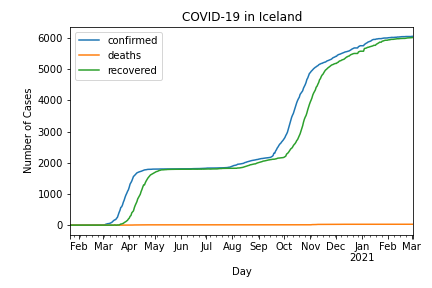 COVID-19 in Iceland
confirmed
deaths
recovered
Number of Cases
6000
5000
4000
3000
2000
1000
0
Feb Mar Apr May Jun Jul Aug Sep Oct Nov Dec Jan Feb Mar
2021
Day